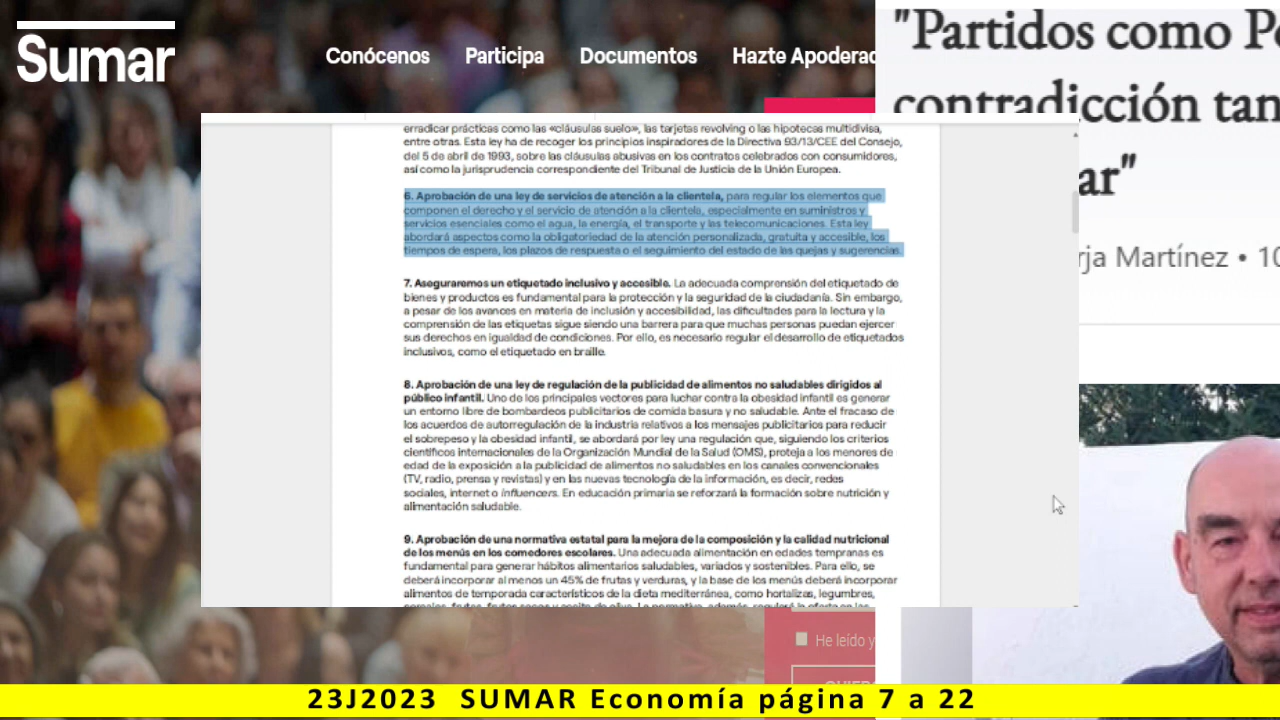 Sumar
Conócenos
Participa
Documentos
Hazte Apoderad
"Partidos como Po
contradicción tan
ar"
rja Martínez • 10
erradicar prácticas como las «cláusulas suelo», las tarjetas revolving o las hipotecas multidivisa,
entre otras. Esta ley ha de recoger los principios inspiradores de la Directiva 93/13/CEE del Consejo,
del 5 de abril de 1993, sobre las cláusulas abusivas en los contratos celebrados con consumidores,
así como la jurisprudencia correspondiente del Tribunal de Justicia de la Unión Europea.
6. Aprobación de una ley de servicios de atención a la clientela, para regular los elementos que
componen el derecho y el servicio de atención a la clientela, especialmente en suministros y
servicios esenciales como el agua, la energía, el transporte y las telecomunicaciones. Esta ley
abordará aspectos como la obligatoriedad de la atención personalizada, gratuita y accesible, los
tiempos de espera, los plazos de respuesta o el seguimiento del estado de las quejas y sugerencias.
7. Aseguraremos un etiquetado inclusivo y accesible. La adecuada comprensión del etiquetado de
bienes y productos es fundamental para la protección y la seguridad de la ciudadanía. Sin embargo,
a pesar de los avances en materia de inclusión y accesibilidad, las dificultades para la lectura y la
comprensión de las etiquetas sigue siendo una barrera para que muchas personas puedan ejercer
sus derechos en igualdad de condiciones. Por ello, es necesario regular el desarrollo de etiquetados
inclusivos, como el etiquetado en braille.
8. Aprobación de una ley de regulación de la publicidad de alimentos no saludables dirigidos al
público infantil. Uno de los principales vectores para luchar contra la obesidad infantil es generar
un entorno libre de bombardeos publicitarios de comida basura y no saludable. Ante el fracaso de
los acuerdos de autorregulación de la industria relativos a los mensajes publicitarios para reducir
el sobrepeso y la obesidad infantil, se abordará por ley una regulación que, siguiendo los criterios
científicos internacionales de la Organización Mundial de la Salud (OMS), proteja a los menores de
edad de la exposición a la publicidad de alimentos no saludables en los canales convencionales
(TV, radio, prensa y revistas) y en las nuevas tecnología de la información, es decir, redes
sociales, internet o influencers. En educación primaria se reforzará la formación sobre nutrición y
alimentación saludable.
9. Aprobación de una normativa estatal para la mejora de la composición y la calidad nutricional
de los menús en los comedores escolares. Una adecuada alimentación en edades tempranas es
fundamental para generar hábitos alimentarios saludables, variados y sostenibles. Para ello, se
deberá incorporar al menos un 45% de frutas y verduras, y la base de los menús deberá incorporar
alimentos de temporada características de la dieta mediterránea, como hortalizas, legumbres,
cereales, frutas, frutos secos y aceite de oliva. La normativa, además, regulará la oferta en las
He leído y
23J2023 SUMAR Economía página 7 a 22